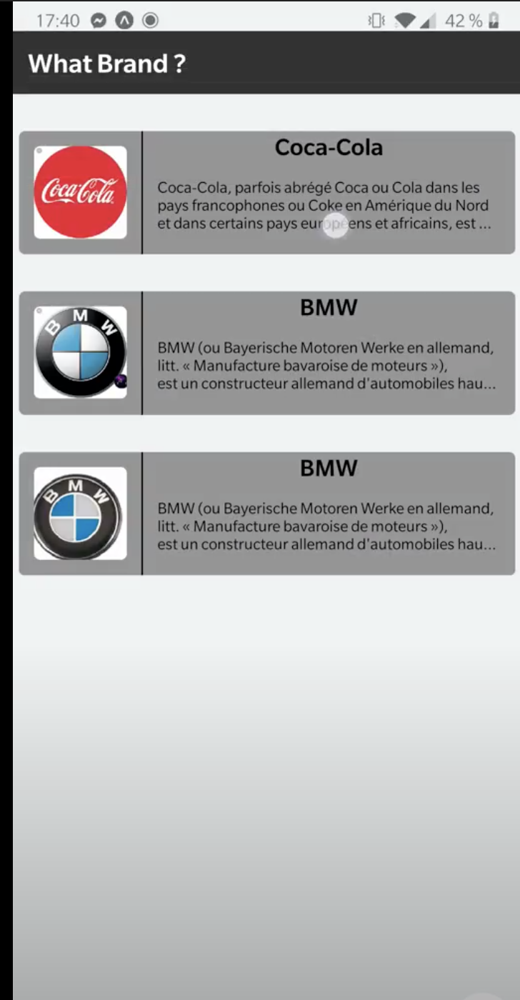 17:40
42 %
What Brand ?
Coca-Cola
Coca-Cola
Coca-Cola, parfois abrégé Coca ou Cola dans les
pays francophones ou Coke en Amérique du Nord
et dans certains pays européens et africains, est ...
BMW
BMW
BMW (ou Bayerische Motoren Werke en allemand,
litt. « Manufacture bavaroise de moteurs »),
est un constructeur allemand d'automobiles hau...
BMW
BMW
BMW (ou Bayerische Motoren Werke en allemand,
litt. « Manufacture bavaroise de moteurs »),
est un constructeur allemand d'automobiles hau...